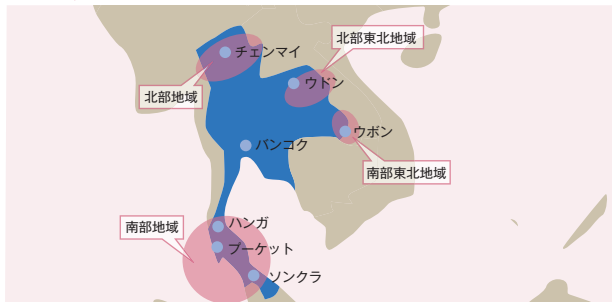 北部東北地域
チェンマイ
ウドン
北部地域
ウボン
バンコク
南部東北地域
南部地域
ハンガ
プーケット
ソンクラ